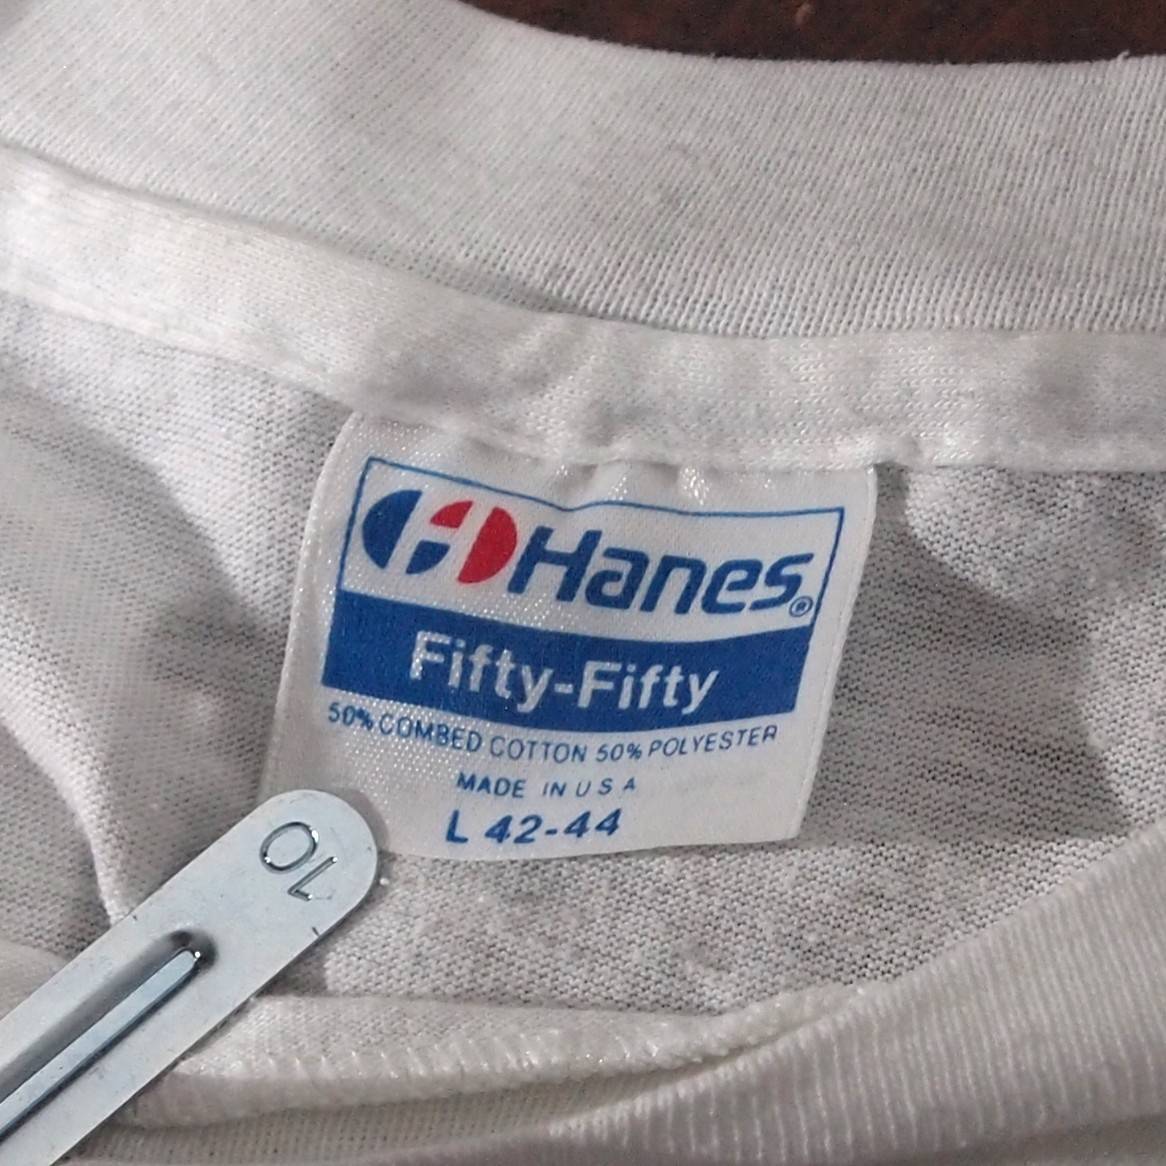 Hanes®
Fifty-Fifty
50% COMBED COTTON 50% POLYESTER
MADE IN U S A
L 42-44
10